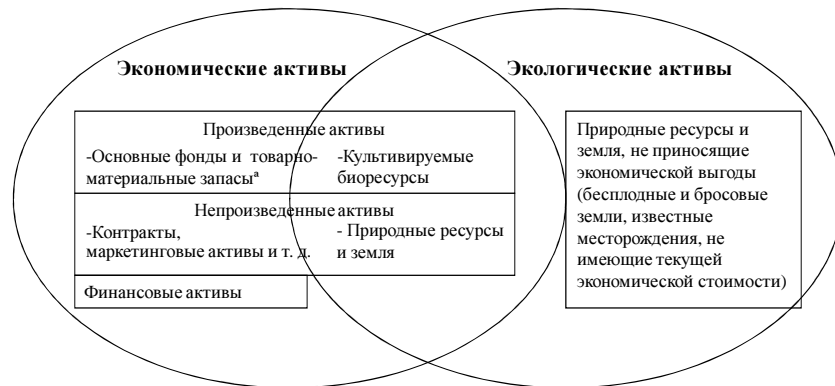 Экономические активы
Экологические активы
Произведенные активы
-Основные фонды и товарно-
материальные запасыª
-Культивируемые
биоресурсы
Непроизведенные активы
-Контракты,
маркетинговые активы и т. д.
- Природные ресурсы
и земля
Финансовые активы
Природные ресурсы и
земля, не приносящие
экономической выгоды
(бесплодные и бросовые
земли, известные
месторождения, не
имеющие текущей
экономической стоимости)